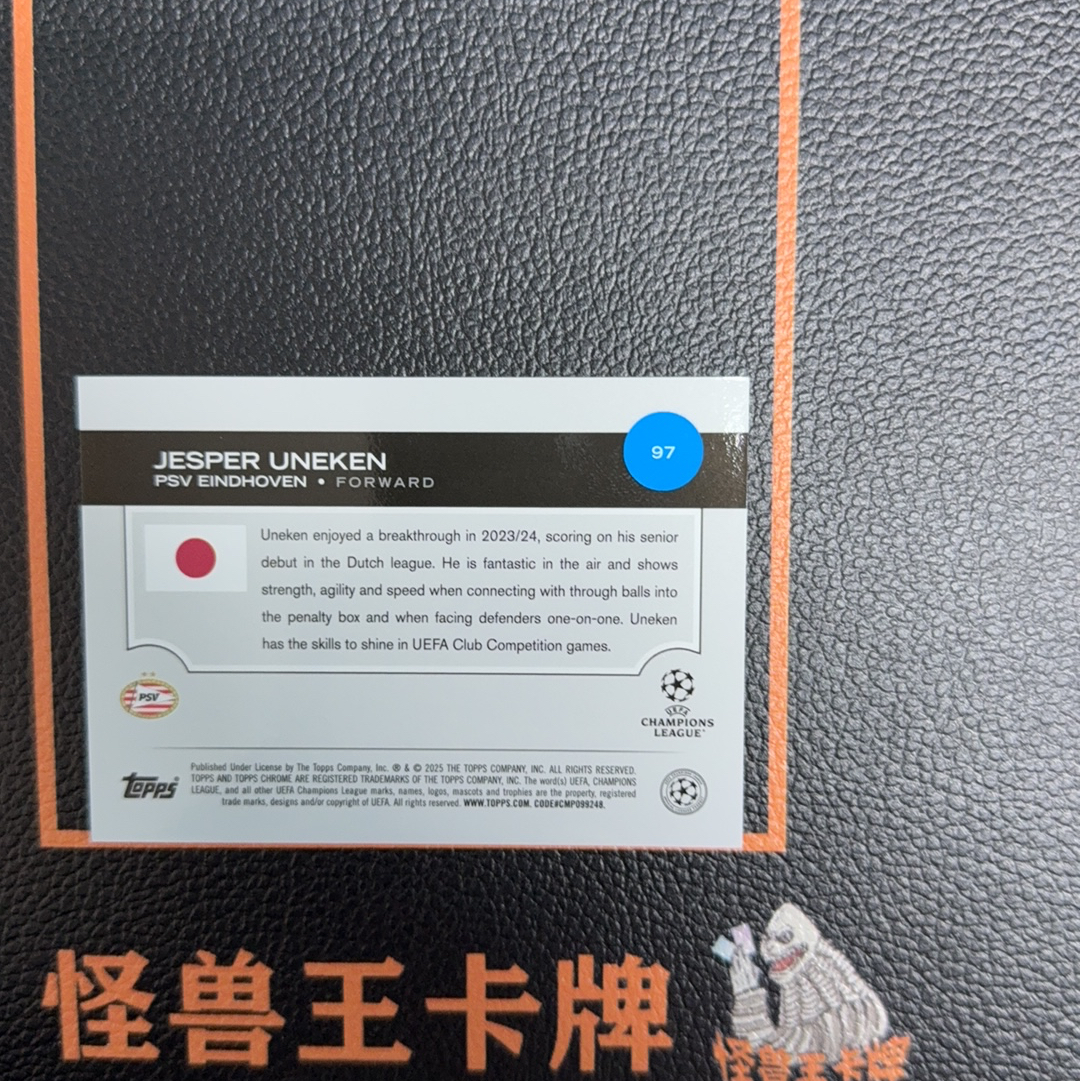 JESPER UNEKEN
PSV EINDHOVEN • FORWARD
97
Uneken enjoyed a breakthrough in 2023/24, scoring on his senior
debut in the Dutch league. He is fantastic in the air and shows
strength, agility and speed when connecting with through balls into
the penalty box and when facing defenders one-on-one. Uneken
has the skills to shine in UEFA Club Competition games.
PSV
UEFA
CHAMPIONS
LEAGUE
Topps®
Published Under License by The Topps Company, Inc. ® & © 2025 THE TOPPS COMPANY, INC. ALL RIGHTS RESERVED.
TOPPS AND TOPPS CHROME ARE REGISTERED TRADEMARKS OF THE TOPPS COMPANY, INC. The word(s) UEFA, CHAMPIONS
LEAGUE, and all other UEFA Champions League marks, names, logos, mascots and trophies are the property, registered
trade marks, designs and/or copyright of UEFA. All rights reserved. WWW.TOPPS.COM. CODE#CMP099248.
怪兽王卡牌
怪兽王卡牌